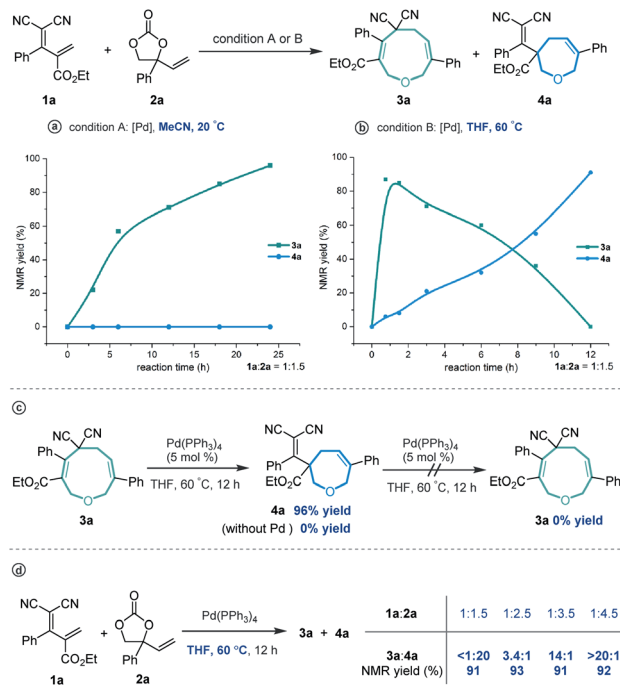 CN CN
Ph
CO₂Et
1a
+
O
O O
Ph
2a
condition A or B
CN CN
Ph
EtO₂C
Ph
O
3a
+
CN CN
Ph
EtO₂C
Ph
O
4a
ⓐ condition A: [Pd], MeCN, 20 °C
ⓑ condition B: [Pd], THF, 60 °C
NMR yield (%)
100
80
60
40
20
0
3a
4a
0 5 10 15 20 25
reaction time (h) 1a:2a = 1:1.5
NMR yield (%)
100
80
60
40
20
0
3a
4a
0 2 4 6 8 10 12
reaction time (h) 1a:2a = 1:1.5
ⓒ
CN CN
Ph
EtO₂C
Ph
O
3a
Pd(PPh₃)₄
(5 mol %)
THF, 60 °C, 12 h
CN CN
Ph
EtO₂C
Ph
O
4a 96% yield
(without Pd ) 0% yield
Pd(PPh₃)₄
(5 mol %)
THF, 60 °C, 12 h
CN CN
Ph
EtO₂C
Ph
O
3a 0% yield
ⓓ
CN CN
Ph
CO₂Et
1a
+
O
O O
Ph
2a
Pd(PPh₃)₄
THF, 60 °C, 12 h
3a + 4a
1a:2a 1:1.5 1:2.5 1:3.5 1:4.5
3a:4a <1:20 3.4:1 14:1 >20:1
NMR yield (%) 91 93 91 92